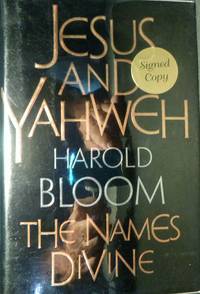 JESUS
AND
YAHWEH
Signed
Copy
HAROLD
BLOOM
THE NAMES
DIVINE